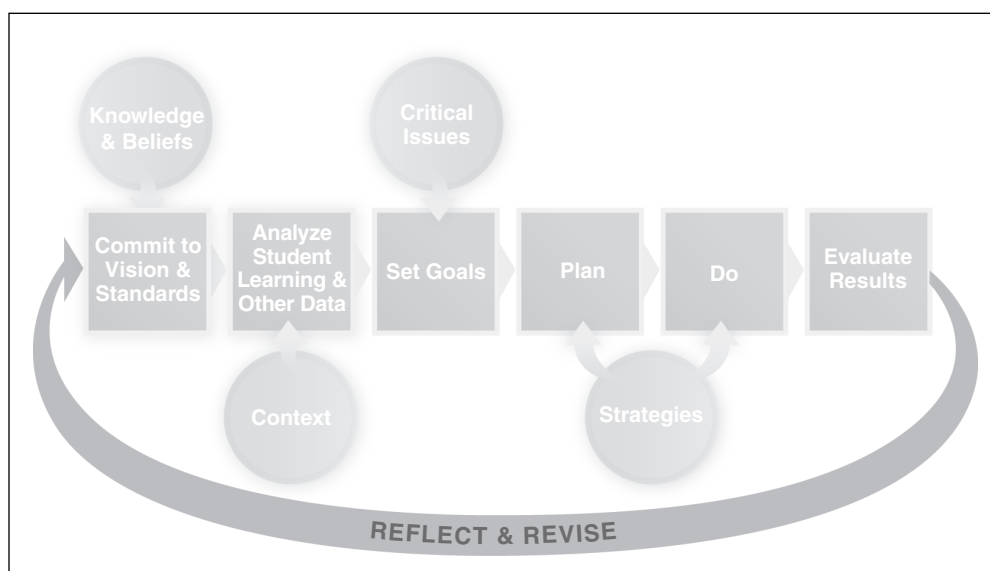 Knowledge
& Beliefs
Critical
Issues
Commit to
Vision &
Standards
Analyze
Student
Learning &
Other Data
Set Goals
Plan
Do
Evaluate
Results
Context
Strategies
REFLECT & REVISE